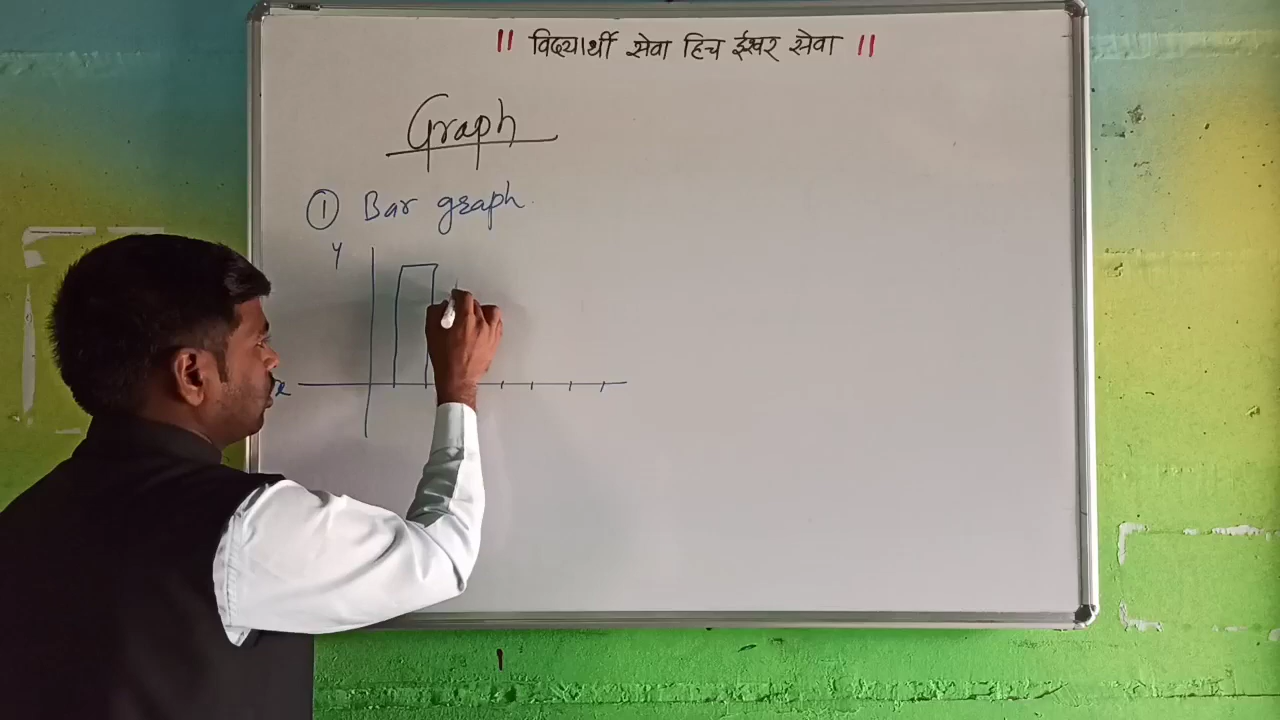 || विद्यार्थी सेवा हिच ईश्वर सेवा ||
Graph
① Bar graph.
y
x